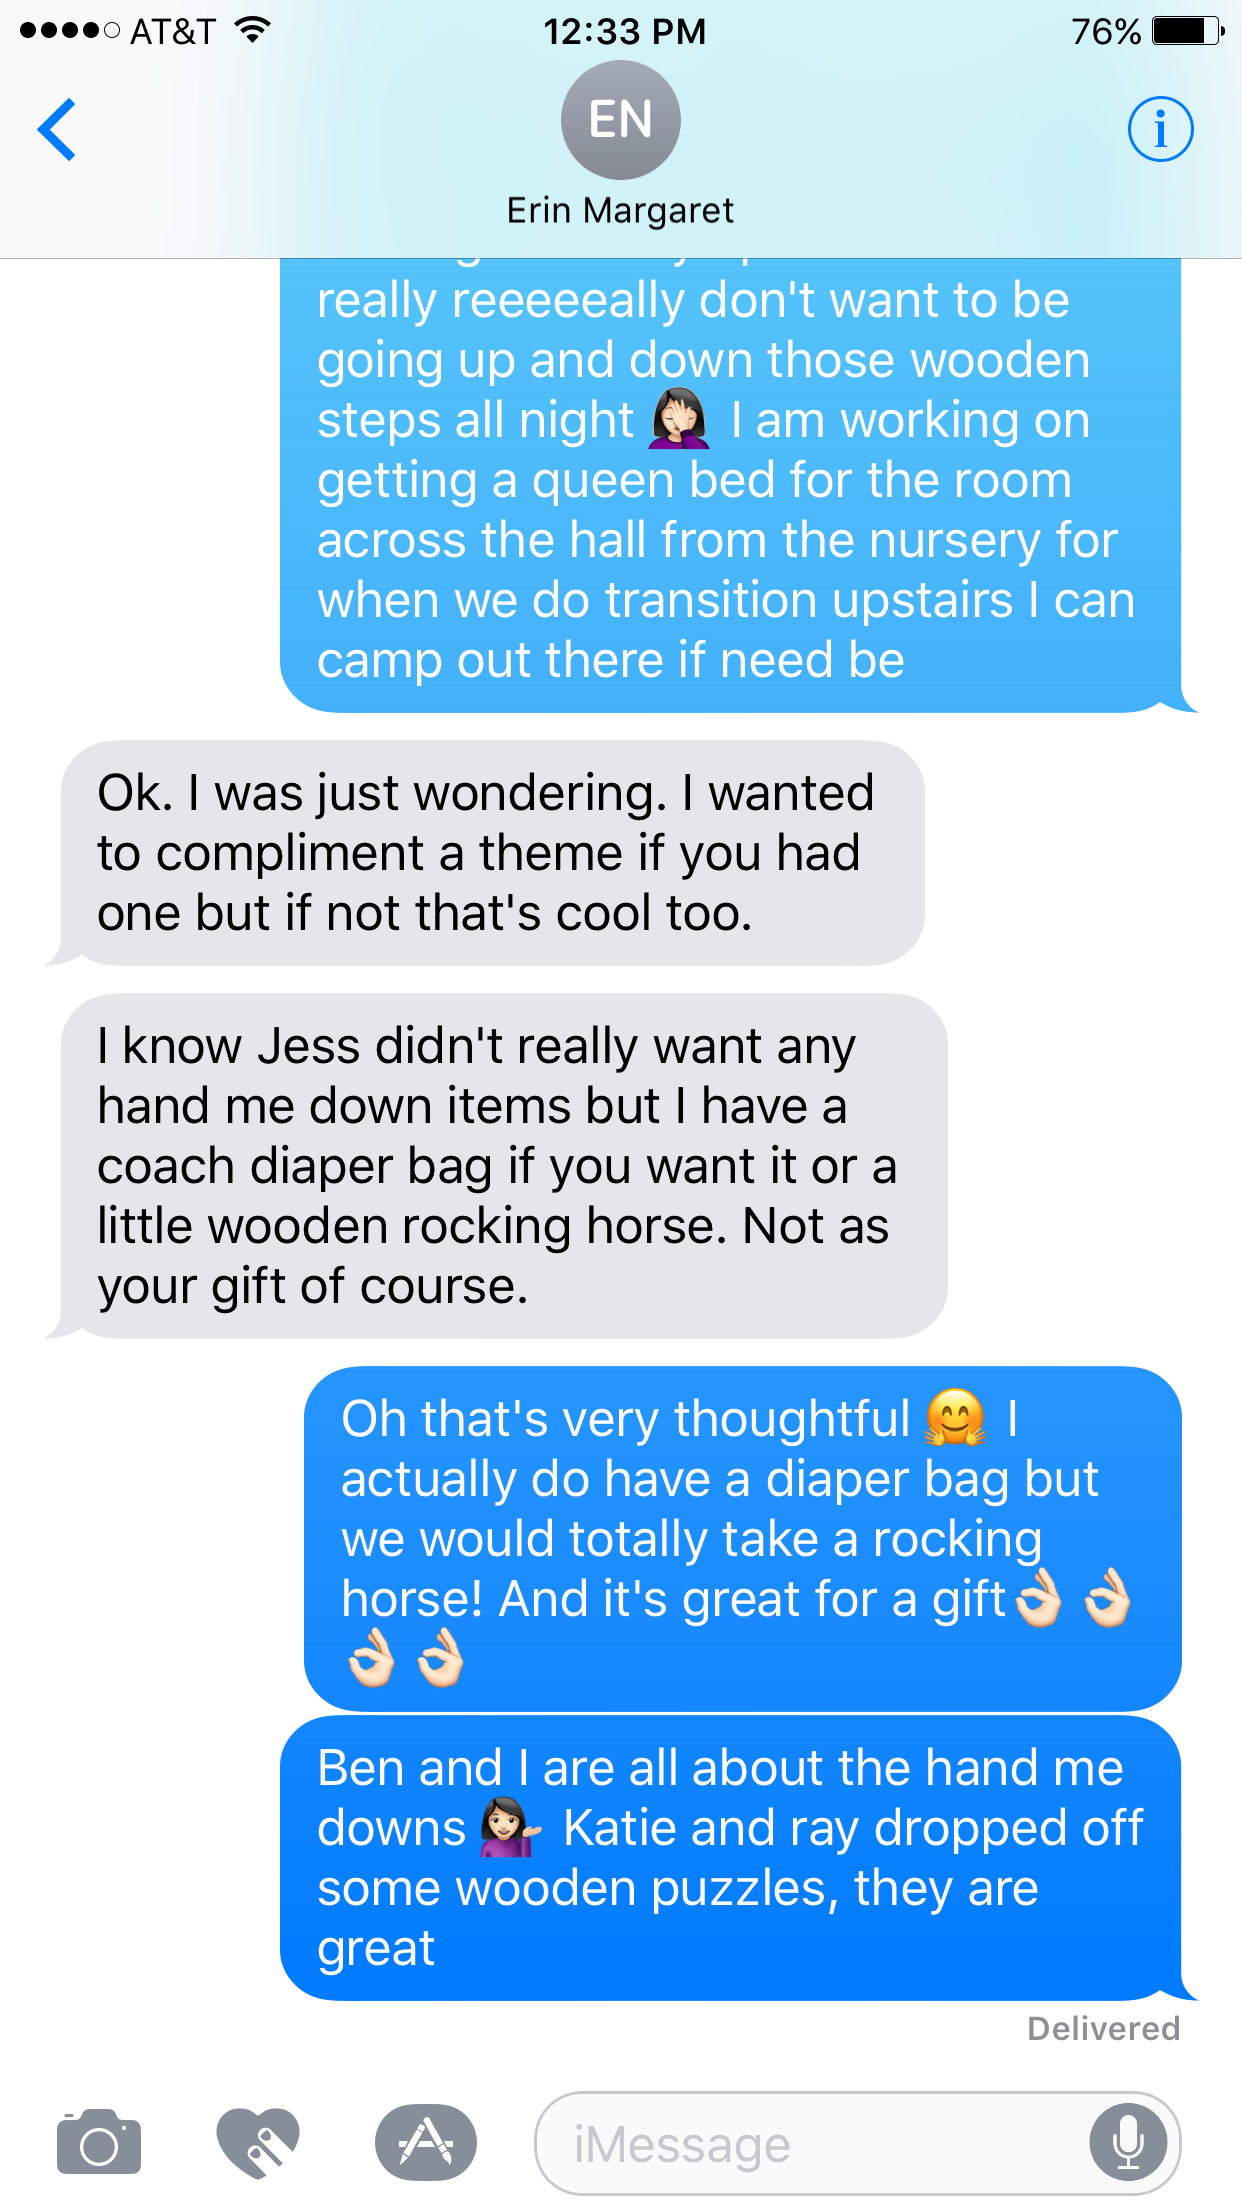 AT&T 12:33 PM 76%
EN
i
Erin Margaret
really reeeeeally don't want to be
going up and down those wooden
steps all night 🤦🏻‍♀️ I am working on
getting a queen bed for the room
across the hall from the nursery for
when we do transition upstairs I can
camp out there if need be
Ok. I was just wondering. I wanted
to compliment a theme if you had
one but if not that's cool too.
I know Jess didn't really want any
hand me down items but I have a
coach diaper bag if you want it or a
little wooden rocking horse. Not as
your gift of course.
Oh that's very thoughtful 🤗 I
actually do have a diaper bag but
we would totally take a rocking
horse! And it's great for a gift👌🏻👌🏻
👌🏻👌🏻
Ben and I are all about the hand me
downs 💁🏻‍♀️ Katie and ray dropped off
some wooden puzzles, they are
great
Delivered
iMessage